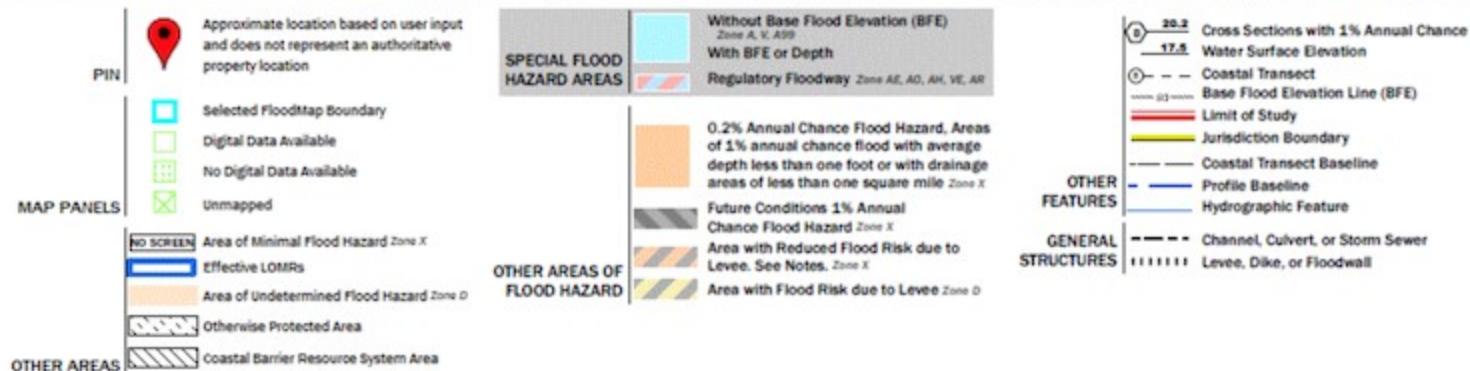 PIN
Approximate location based on user input
and does not represent an authoritative
property location
MAP PANELS
Selected FloodMap Boundary
Digital Data Available
No Digital Data Available
Unmapped
OTHER AREAS
NO SCREEN Area of Minimal Flood Hazard Zone X
Effective LOMRs
Area of Undetermined Flood Hazard Zone D
Otherwise Protected Area
Coastal Barrier Resource System Area
SPECIAL FLOOD
HAZARD AREAS
Without Base Flood Elevation (BFE)
Zone A, V, A99
With BFE or Depth
Regulatory Floodway Zone AE, AO, AH, VE, AR
OTHER AREAS OF
FLOOD HAZARD
0.2% Annual Chance Flood Hazard, Areas
of 1% annual chance flood with average
depth less than one foot or with drainage
areas of less than one square mile Zone X
Future Conditions 1% Annual
Chance Flood Hazard Zone X
Area with Reduced Flood Risk due to
Levee. See Notes. Zone X
Area with Flood Risk due to Levee Zone D
OTHER
FEATURES
20.2 Cross Sections with 1% Annual Chance
17.5 Water Surface Elevation
Coastal Transect
Base Flood Elevation Line (BFE)
Limit of Study
Jurisdiction Boundary
Coastal Transect Baseline
Profile Baseline
Hydrographic Feature
GENERAL
STRUCTURES
Channel, Culvert, or Storm Sewer
Levee, Dike, or Floodwall